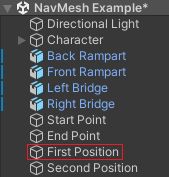 NavMesh Example*
Directional Light
Character
Back Rampart
Front Rampart
Left Bridge
Right Bridge
Start Point
End Point
First Position
Second Position